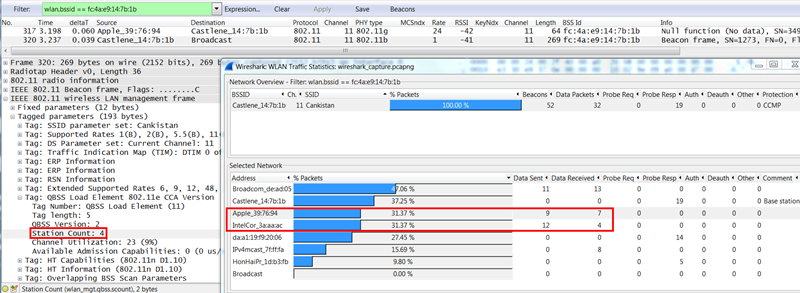 Filter: wlan.bssid == fc:4a:e9:14:7b:1b Expression... Clear Apply Save Retries
No. Time deltaT Source Destination Protocol Channel PHY type MCSndx Rate RSSI KeyNdx Channel Length BSS Id Info
317 3.198 0.060 Apple_39:76:94 Castlene_14:7b:1b 802.11 11 802.11g 24 -42 11 64 fc:4a:e9:14:7b:1b Null function (No data), SN=349
320 3.237 0.039 Castlene_14:7b:1b Broadcast 802.11 11 802.11b 1 -41 11 269 fc:4a:e9:14:7b:1b Beacon frame, SN=1273, FN=0, Fl
Frame 320: 269 bytes on wire (2152 bits), 269 b
Radiotap Header v0, Length 36
802.11 radio information
IEEE 802.11 Beacon frame, Flags: ........C
IEEE 802.11 wireless LAN management frame
Fixed parameters (12 bytes)
Tagged parameters (193 bytes)
Tag: SSID parameter set: Cankistan
Tag: Supported Rates 1(B), 2(B), 5.5(B), 11(
Tag: DS Parameter set: Current Channel: 11
Tag: Traffic Indication Map (TIM): DTIM 0 of
Tag: ERP Information
Tag: ERP Information
Tag: RSN Information
Tag: Extended Supported Rates 6, 9, 12, 48,
Tag: QBSS Load Element 802.11e CCA Version
Tag Number: QBSS Load Element (11)
Tag length: 5
QBSS Version: 2
Station Count: 4
Channel Utilization: 23 (9%)
Available Admission Capabilities: 0 (0 us/
Tag: HT Capabilities (802.11n D1.10)
Tag: HT Information (802.11n D1.10)
Tag: Overlapping BSS Scan Parameters
Station Count (wlan_mgt.qbss.scount), 2 bytes
Wireshark: WLAN Traffic Statistics: wireshark_capture.pcapng
Network Overview - Filter: wlan.bssid == fc:4a:e9:14:7b:1b
BSSID Ch. SSID % Packets Beacons Data Packets Probe Req Probe Resp Auth Deauth Other Protection
Castlene_14:7b:1b 11 Cankistan 100.00 % 52 32 0 19 0 0 0 CCMP
Selected Network
Address % Packets Data Sent Data Received Probe Req Probe Resp Auth Deauth Other Comment
Broadcom_de:ad:05 47.06 % 11 13 0 0 0 0 0
Castlene_14:7b:1b 37.25 % 0 0 0 19 0 0 0 Base station
Apple_39:76:94 31.37 % 9 7 0 0 0 0 0
IntelCor_3a:aa:ac 31.37 % 12 4 0 0 0 0 0
da:a1:19:f9:20:06 27.45 % 0 0 0 14 0 0 0
IPv4mcast_7f:ff:fa 15.69 % 0 8 0 0 0 0 0
HonHaiPr_1d:b3:fb 9.80 % 0 0 0 5 0 0 0
Broadcast 0.00 % 0 0 0 0 0 0 0